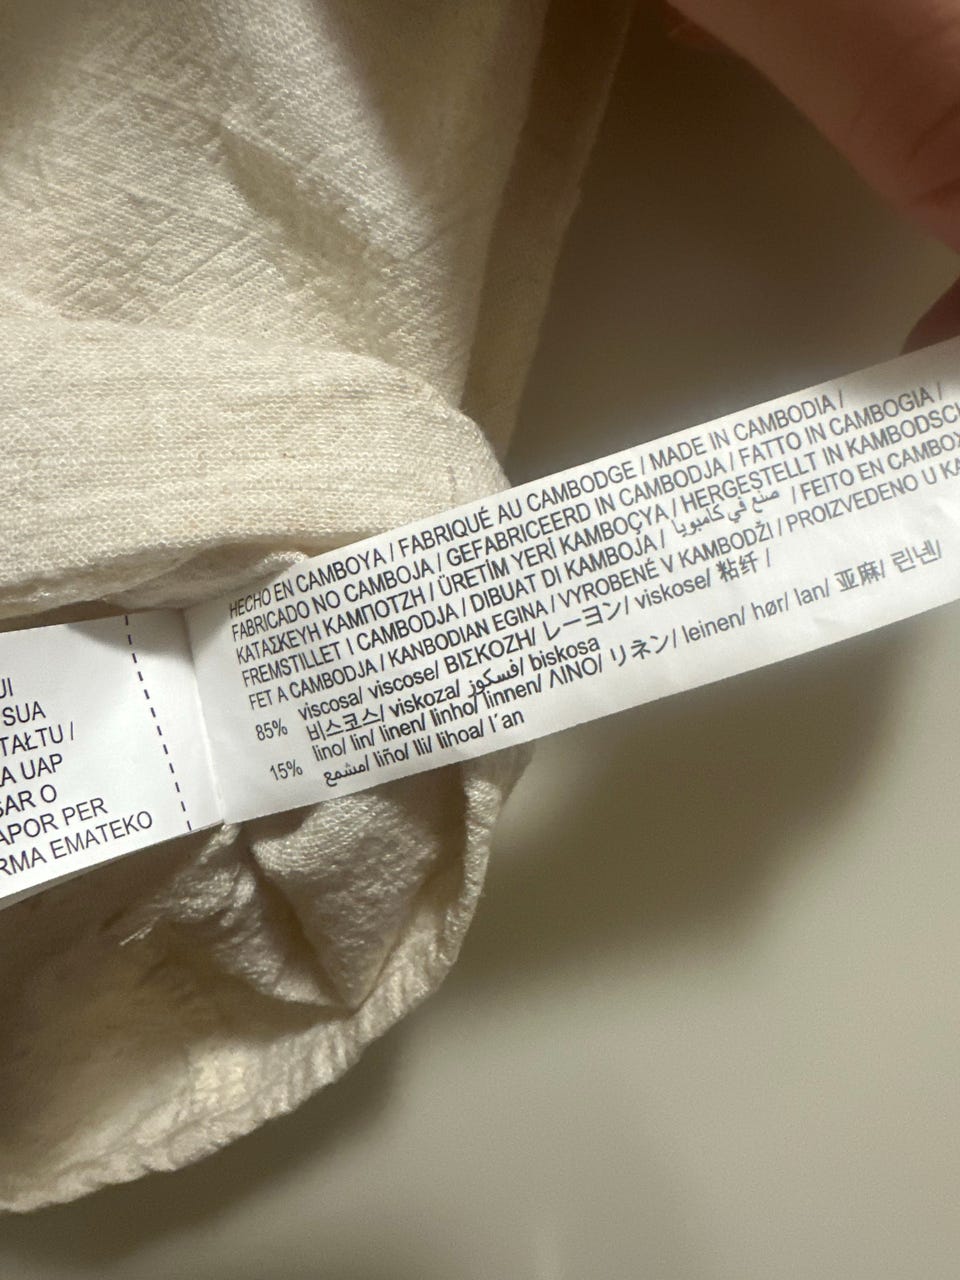 UI
SUA
TAŁTU /
A UAP
SAR O
APOR PER
RMA EMATEKO
HECHO EN CAMBOYA / FABRIQUÉ AU CAMBODGE / MADE IN CAMBODIA /
FABRICADO NO CAMBOJA / GEFABRICEERD IN CAMBODJA / FATTO IN CAMBOGIA /
ΚΑΤΑΣΚΕΥΗ ΚΑΜΠΟΤΖΗ / ÜRETİM YERİ KAMBOÇYA / HERGESTELLT IN KAMBODSCH
FREMSTILLET I CAMBODJA / DIBUAT DI KAMBOJA / صنع في كامبويا / FEITO EN CAMBOX
FET A CAMBODJA / KANBODIAN EGINA / VYROBENÉ V KAMBODŽI / PROIZVEDENO U KA
85% viscosa/ viscose/ ΒΙΣΚΟΖΗ/ レーヨン/ viskose/ 粘纤 /
비스코스/ viskoza/ فسكوز/ biskosa
15% lino/ lin/ linen/ linho/ linnen/ ΛΙΝΟ/ リネン/ leinen/ hør/ lan/ 亚麻/ 린넨/
مشمع/ liño/ lli/ lihoa/ l´an